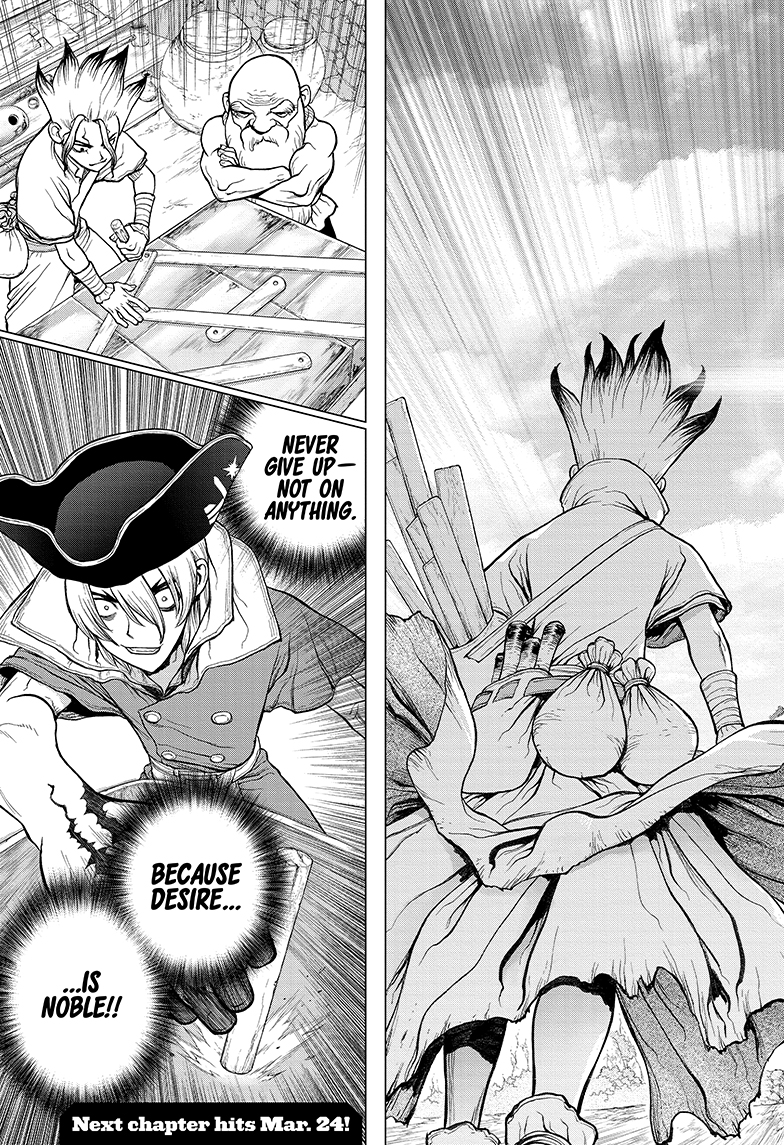 NEVER
GIVE UP—
NOT ON
ANYTHING.
BECAUSE
DESIRE...
...IS
NOBLE!!
Next chapter hits Mar. 24!